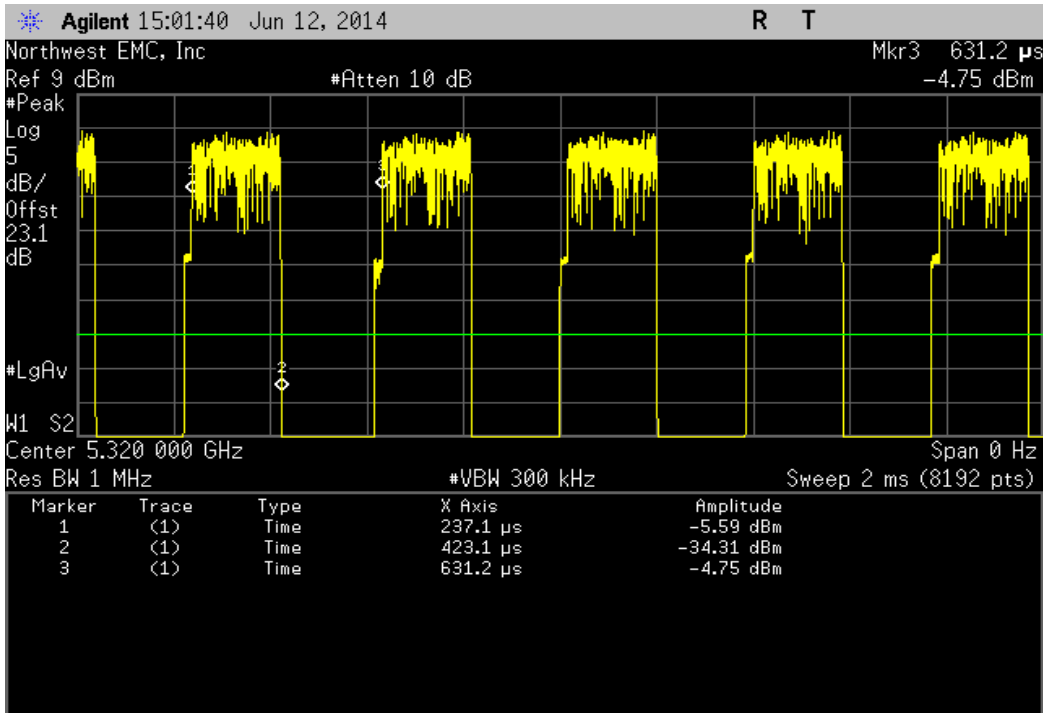 Agilent 15:01:40 Jun 12, 2014 R T
Northwest EMC, Inc Mkr3 631.2 µs
Ref 9 dBm #Atten 10 dB -4.75 dBm
#Peak
Log
5
dB/
Offst
23.1
dB
1
3
2
#LgAv
W1 S2
Center 5.320 000 GHz Span 0 Hz
Res BW 1 MHz #VBW 300 kHz Sweep 2 ms (8192 pts)
Marker Trace Type X Axis Amplitude
1 (1) Time 237.1 µs -5.59 dBm
2 (1) Time 423.1 µs -34.31 dBm
3 (1) Time 631.2 µs -4.75 dBm